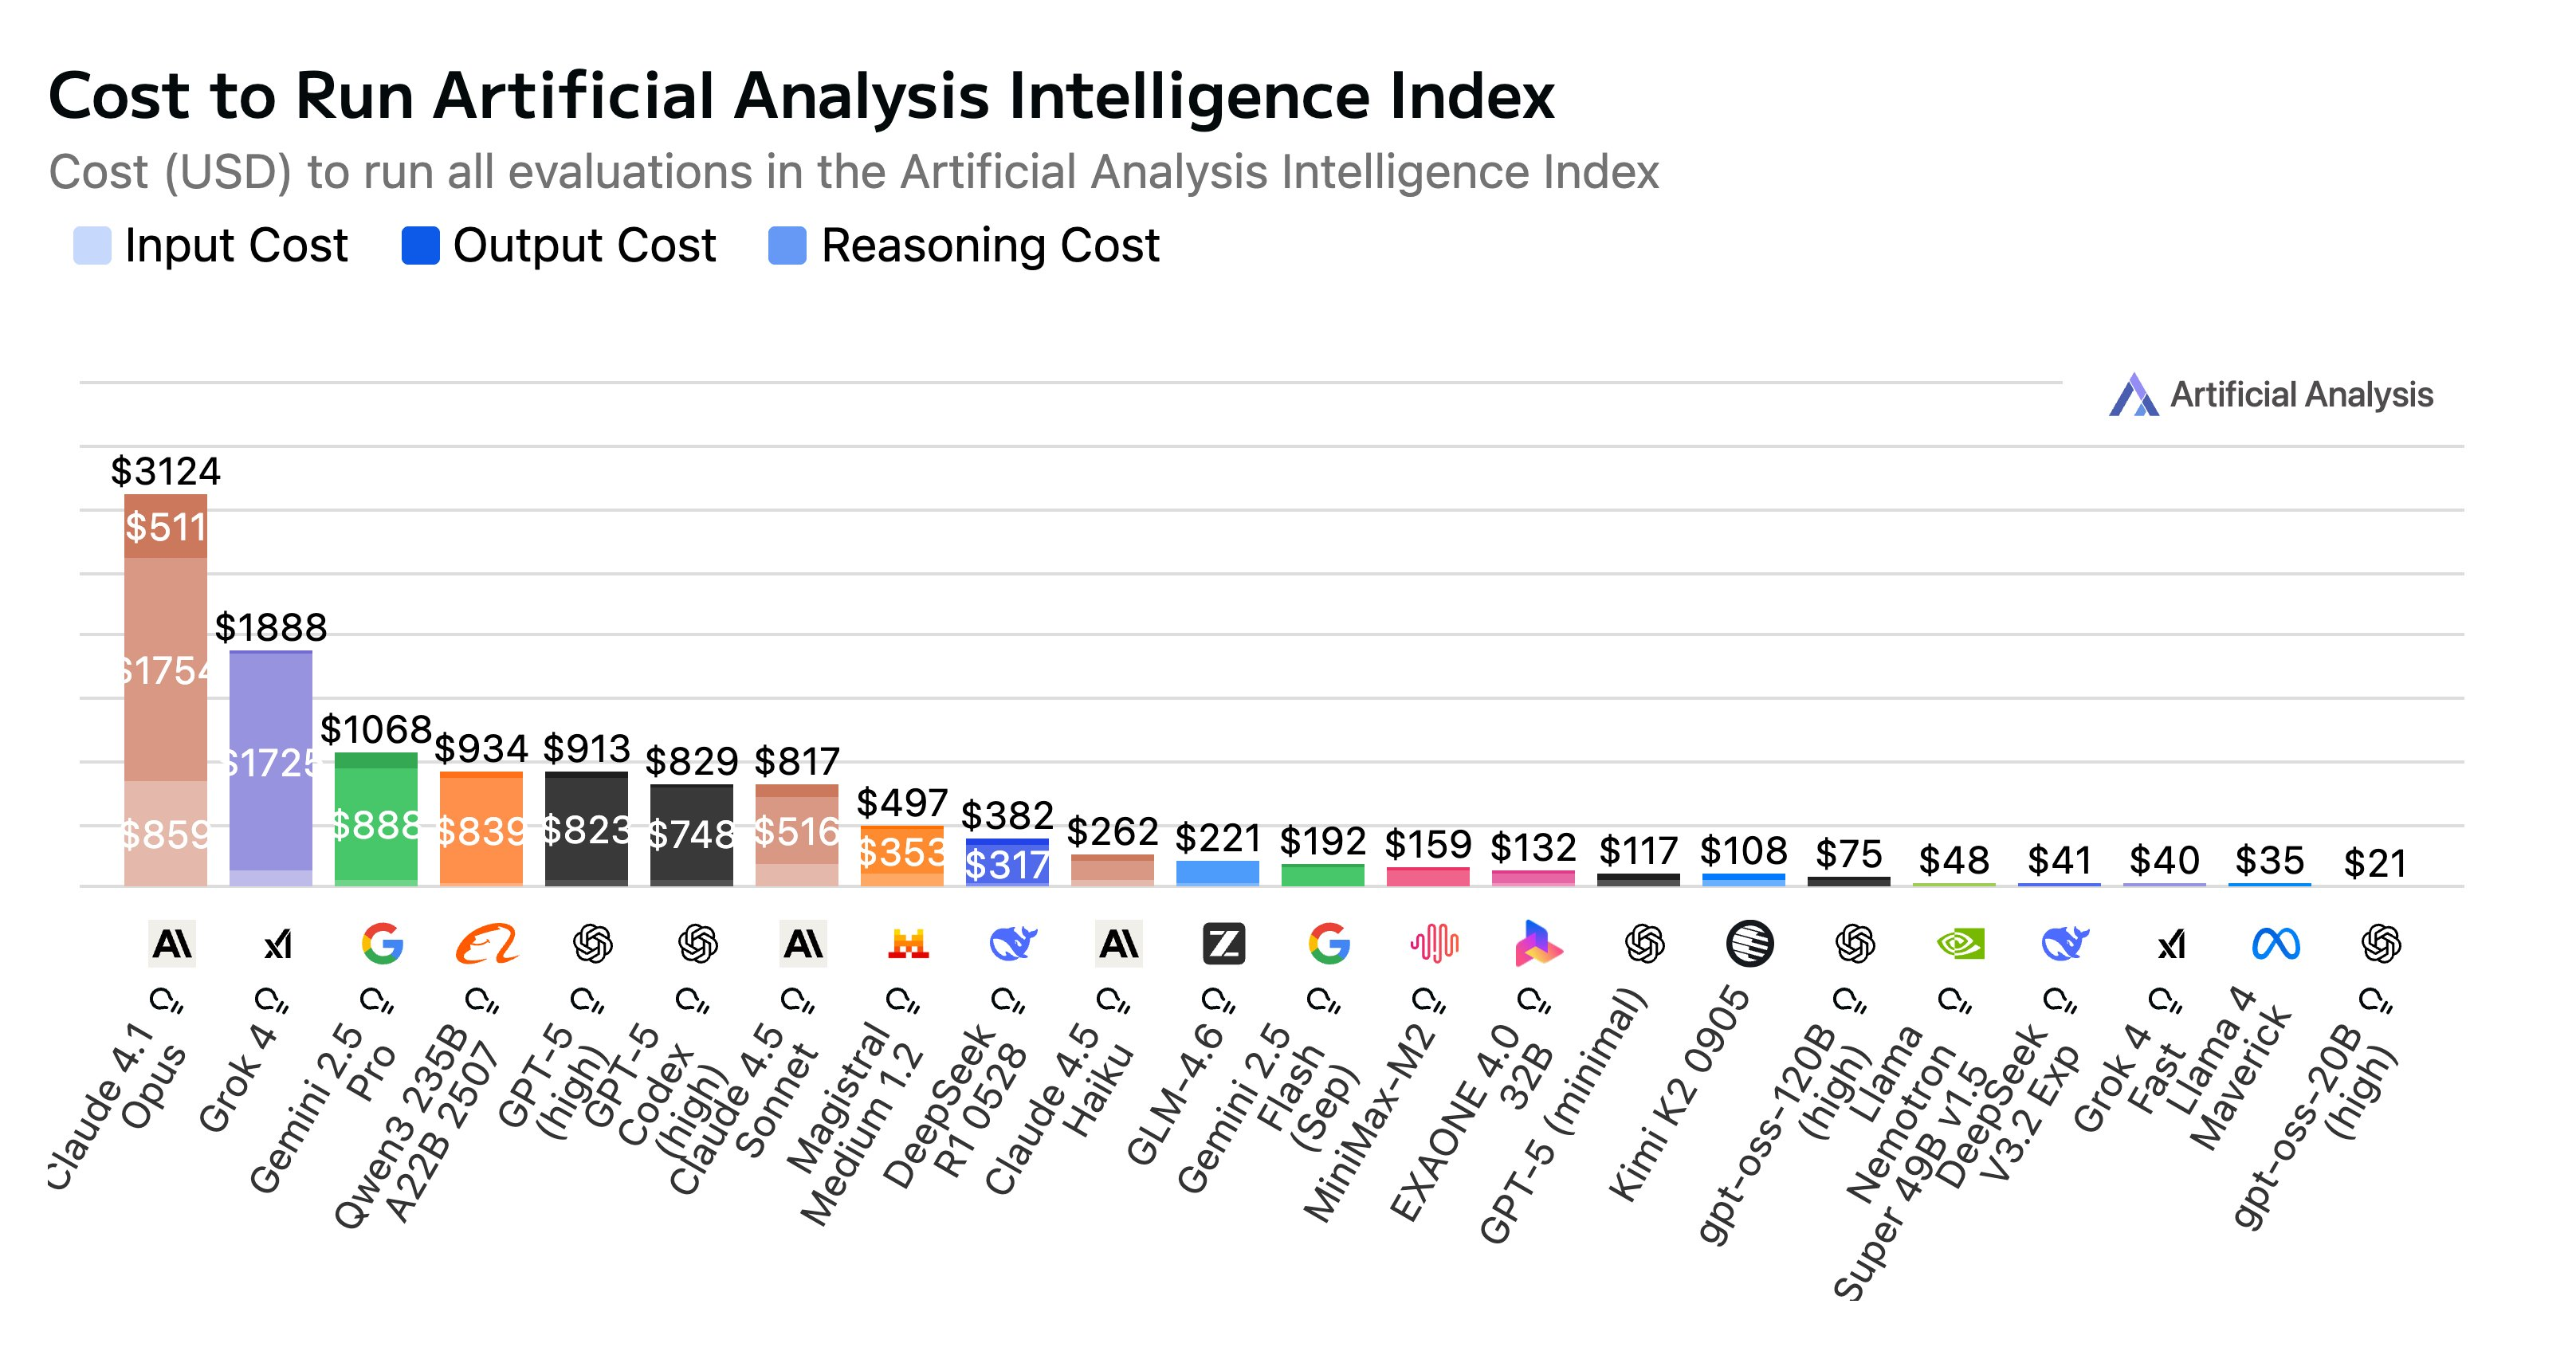 Cost to Run Artificial Analysis Intelligence Index
Cost (USD) to run all evaluations in the Artificial Analysis Intelligence Index
Input Cost
Output Cost
Reasoning Cost
Artificial Analysis
$3124
$511
$1754
$859
$1888
$1725
$1068
$888
$934
$839
$913
$823
$829
$748
$817
$516
$497
$353
$382
$317
$262
$221
$192
$159
$132
$117
$108
$75
$48
$41
$40
$35
$21
Claude 4.1
Opus
Grok 4
Gemini 2.5
Pro
Qwen3 235B
A22B 2507
GPT-5
(high)
GPT-5
Codex
(high)
Claude 4.5
Sonnet
Magistral
Medium 1.2
DeepSeek
R1 0528
Claude 4.5
Haiku
GLM-4.6
Gemini 2.5
Flash
(Sep)
MiniMax-M2
EXAONE 4.0
32B
GPT-5 (minimal)
Kimi K2 0905
gpt-oss-120B
(high)
Llama
Nemotron
Super 49B v1.5
DeepSeek
V3.2 Exp
Grok 4
Fast
Llama 4
Maverick
gpt-oss-20B
(high)